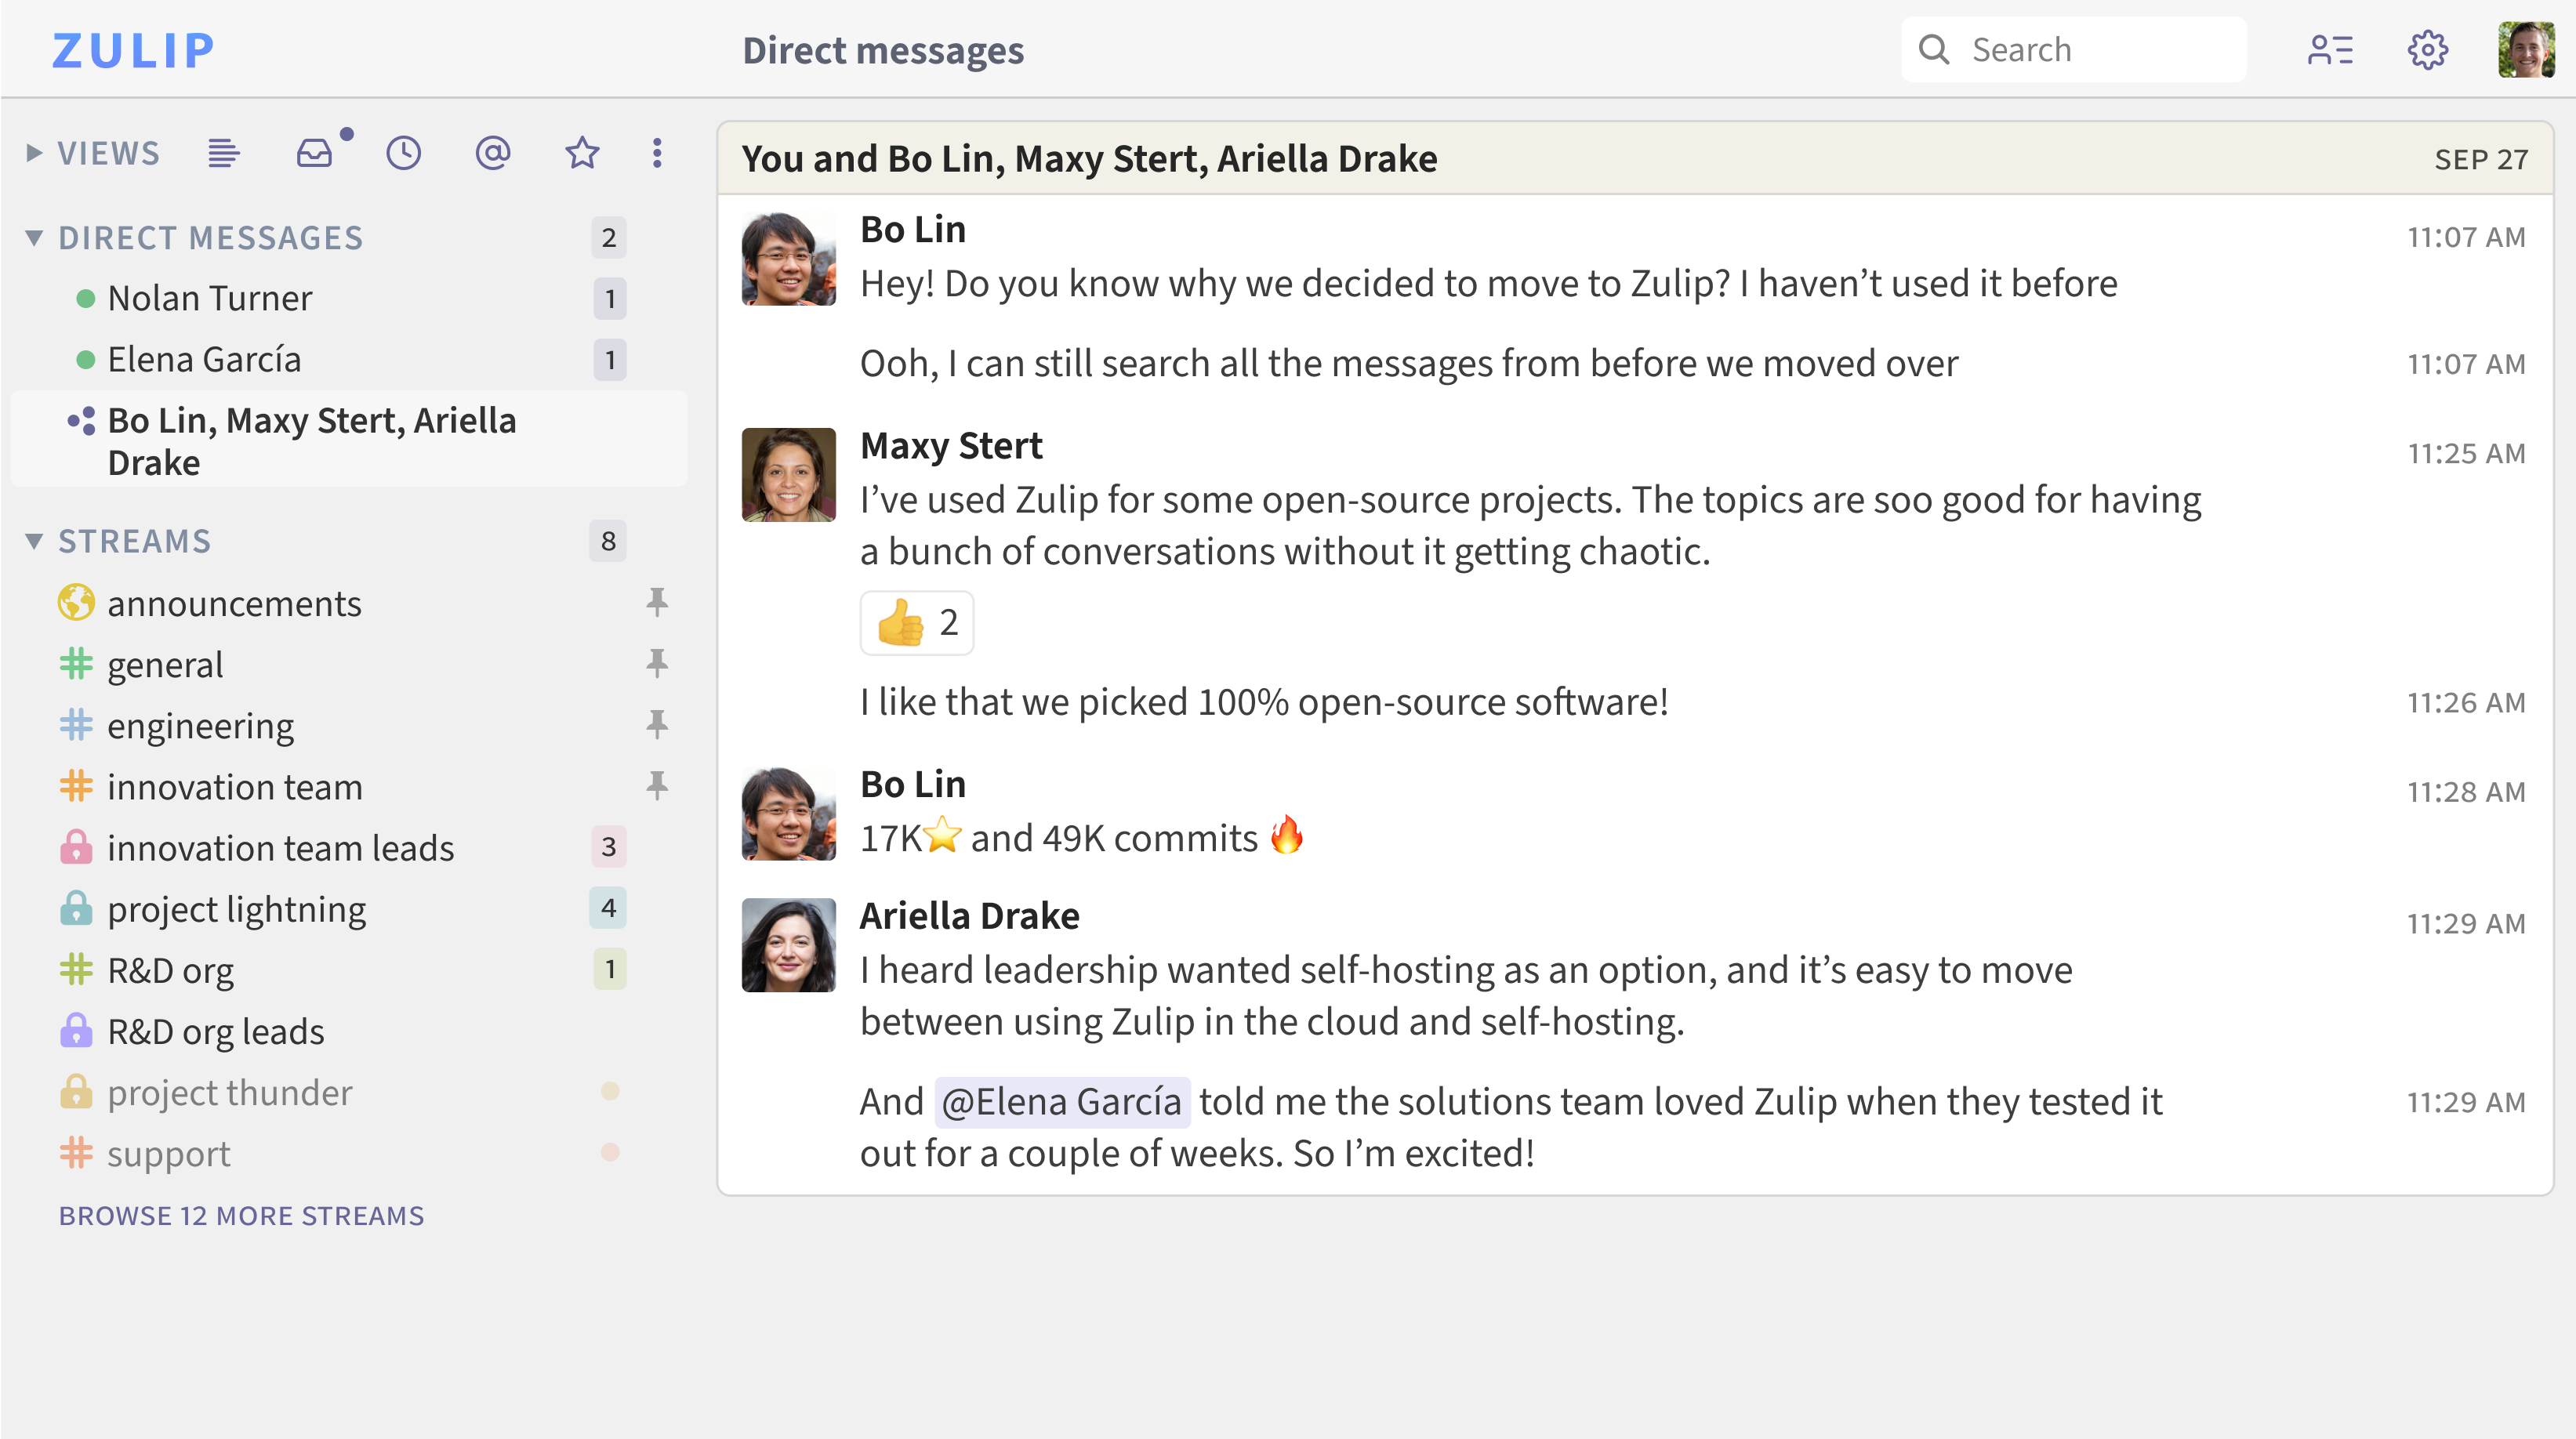 ZULIP
Direct messages
Search
VIEWS
DIRECT MESSAGES 2
Nolan Turner 1
Elena García 1
Bo Lin, Maxy Stert, Ariella
Drake
STREAMS 8
announcements
general
engineering
innovation team
innovation team leads 3
project lightning 4
R&D org 1
R&D org leads
project thunder
support
BROWSE 12 MORE STREAMS
You and Bo Lin, Maxy Stert, Ariella Drake SEP 27
Bo Lin 11:07 AM
Hey! Do you know why we decided to move to Zulip? I haven’t used it before
Ooh, I can still search all the messages from before we moved over 11:07 AM
Maxy Stert 11:25 AM
I’ve used Zulip for some open-source projects. The topics are soo good for having
a bunch of conversations without it getting chaotic.
👍 2
I like that we picked 100% open-source software! 11:26 AM
Bo Lin 11:28 AM
17K⭐ and 49K commits 🔥
Ariella Drake 11:29 AM
I heard leadership wanted self-hosting as an option, and it’s easy to move
between using Zulip in the cloud and self-hosting.
And @Elena García told me the solutions team loved Zulip when they tested it 11:29 AM
out for a couple of weeks. So I’m excited!